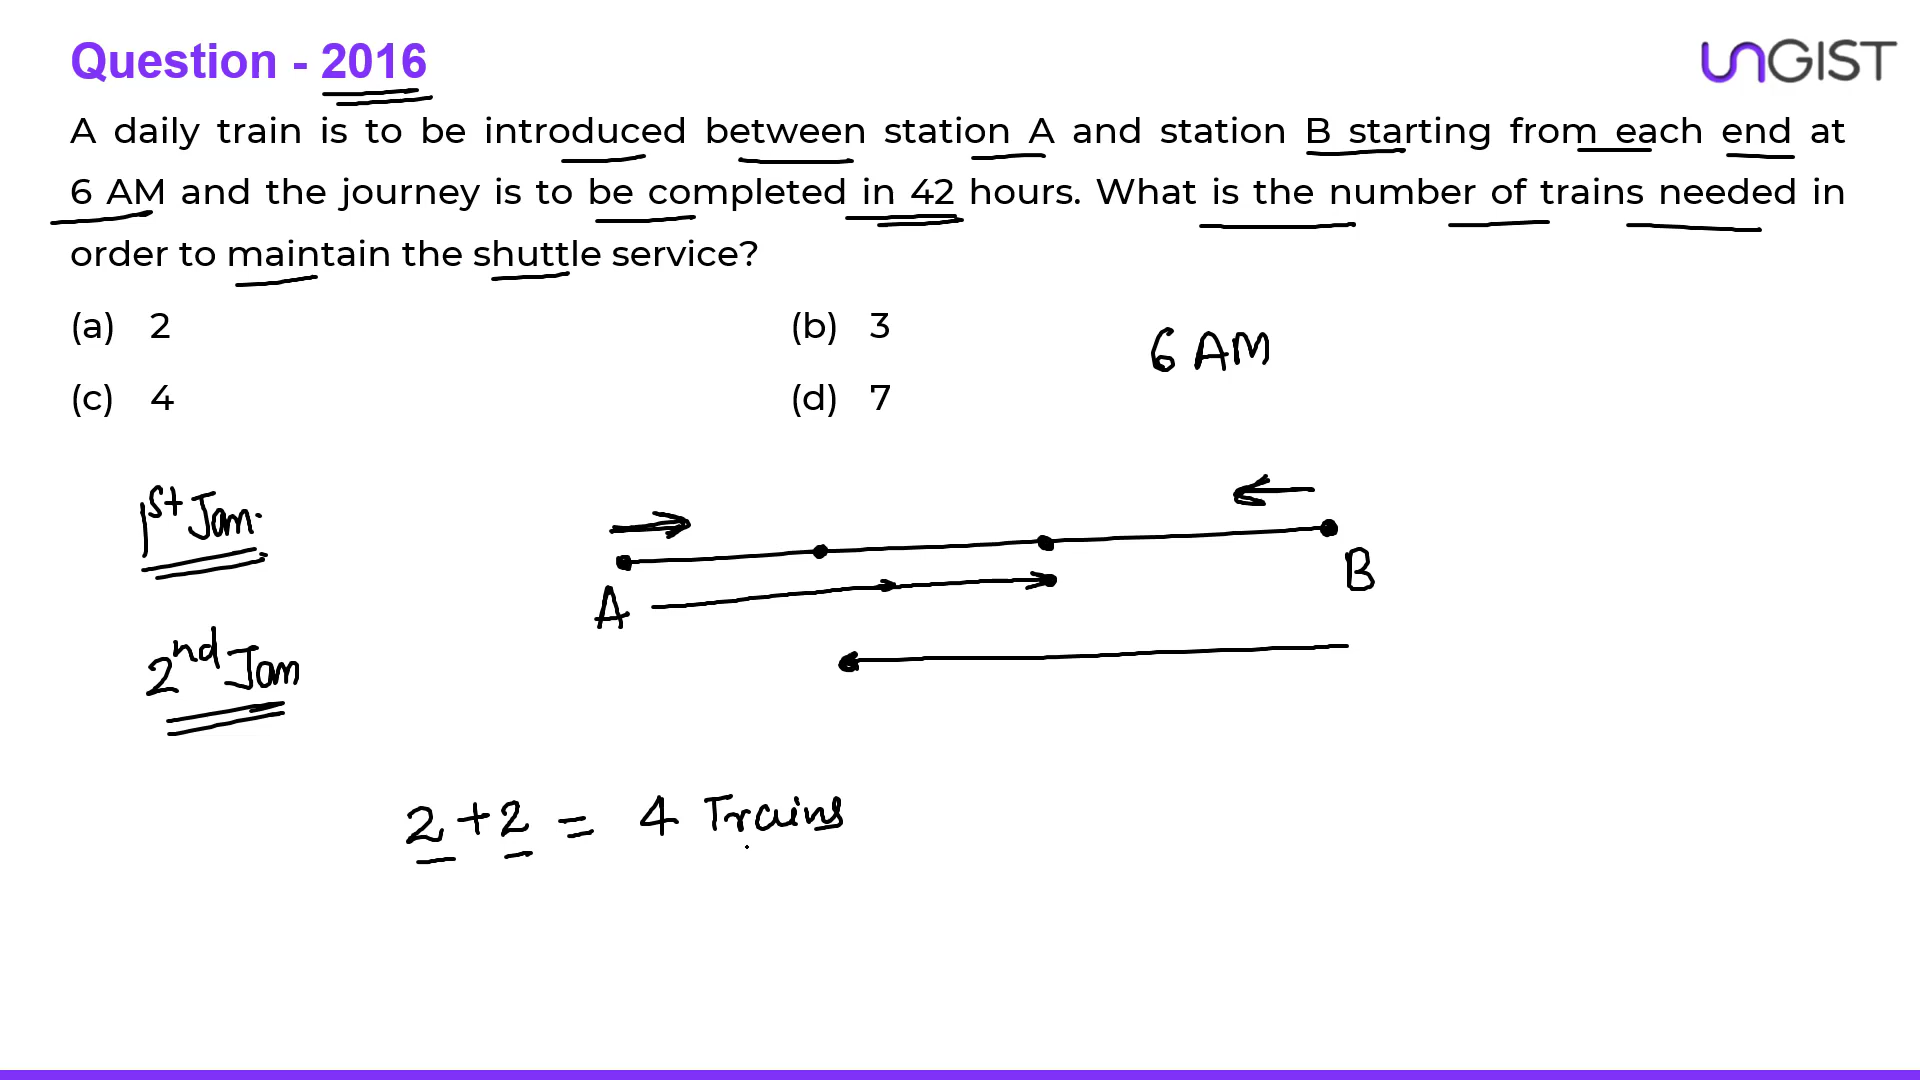 Question - 2016
UNGIST
A daily train is to be introduced between station A and station B starting from each end at
6 AM and the journey is to be completed in 42 hours. What is the number of trains needed in
order to maintain the shuttle service?
(a) 2
(b) 3
6 AM
(c) 4
(d) 7
1st Jan.
A
B
2nd Jan
2 + 2 = 4 Trains